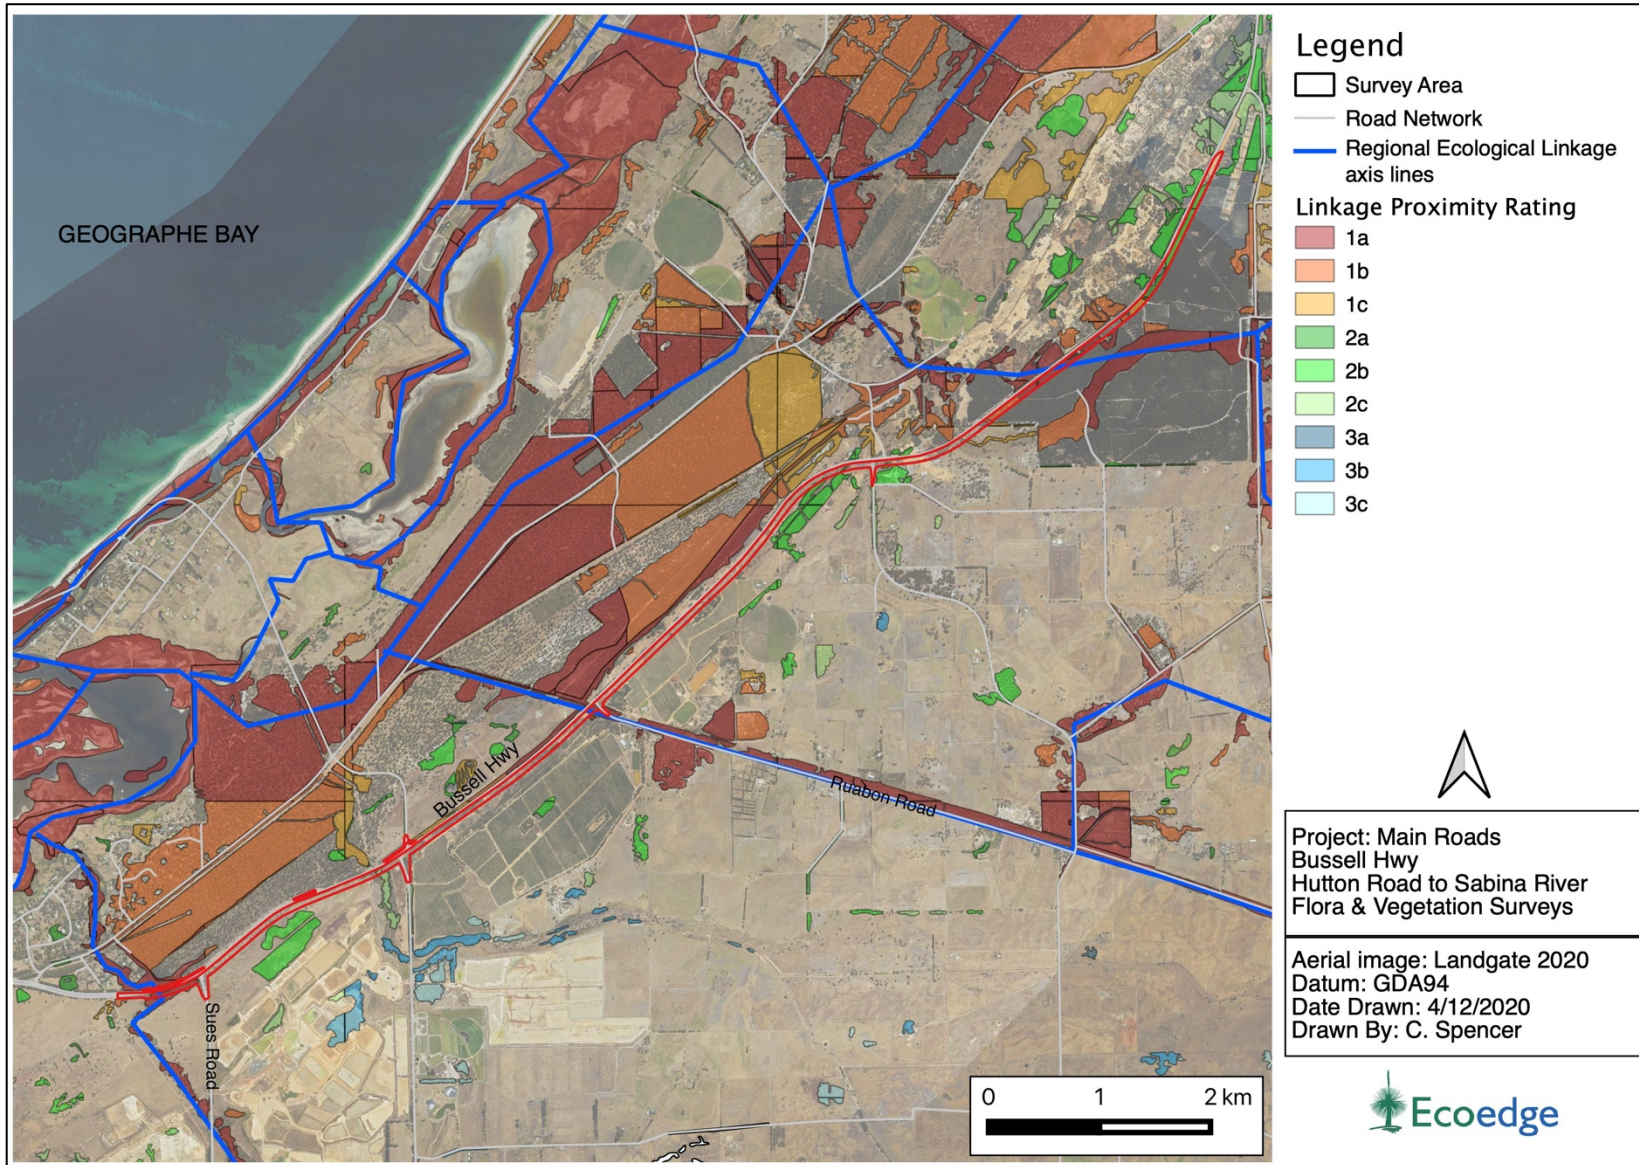 GEOGRAPHE BAY
Bussell Hwy
Ruabon Road
Sues Road
0 1 2 km
Legend
Survey Area
Road Network
Regional Ecological Linkage
axis lines
Linkage Proximity Rating
1a
1b
1c
2a
2b
2c
3a
3b
3c
Project: Main Roads
Bussell Hwy
Hutton Road to Sabina River
Flora & Vegetation Surveys
Aerial image: Landgate 2020
Datum: GDA94
Date Drawn: 4/12/2020
Drawn By: C. Spencer
Ecoedge